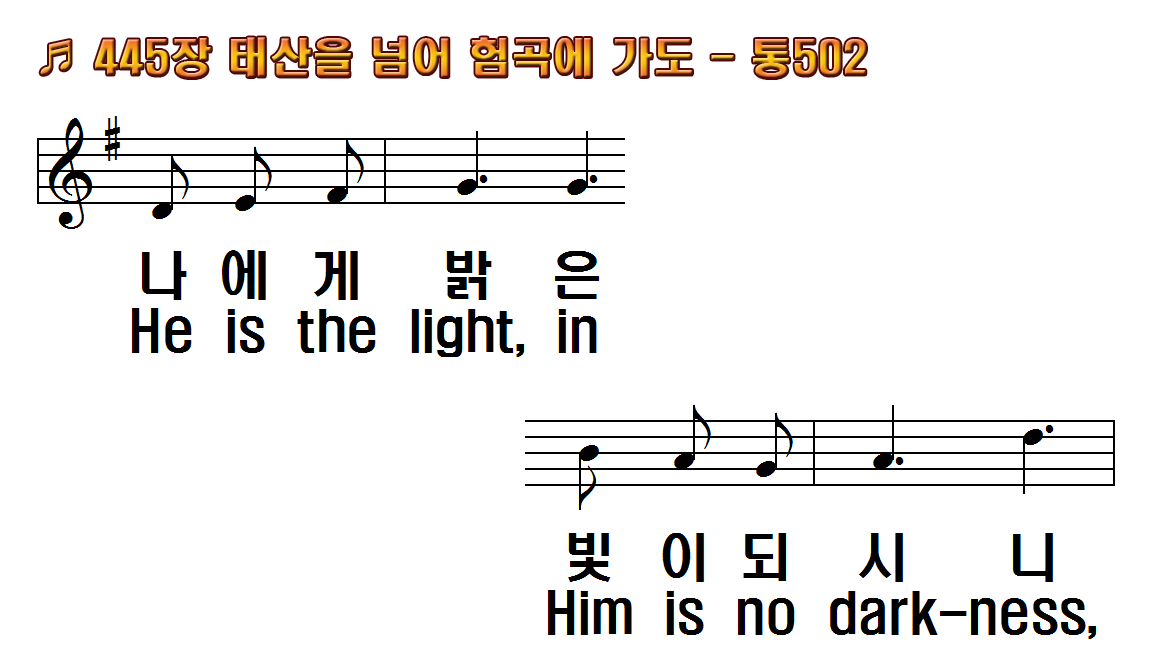 ♬ 445장 태산을 넘어 험곡에 가도 - 통502
나 에 게 밝 은
He is the light, in
빛 이 되 시 니
Him is no dark-ness,